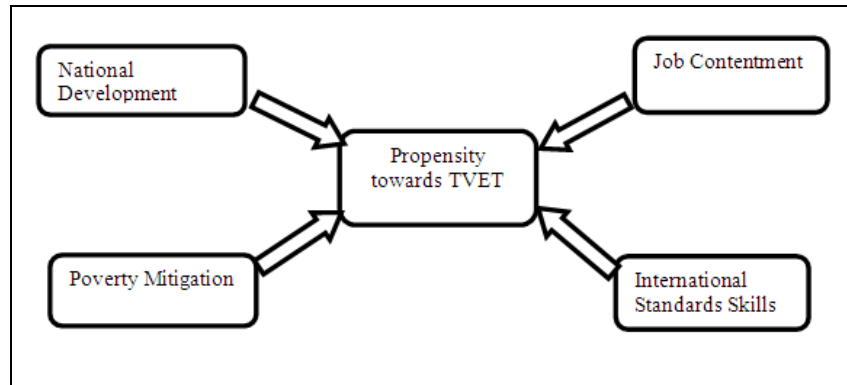 National
Development
Job Contentment
Propensity
towards TVET
Poverty Mitigation
International
Standards Skills